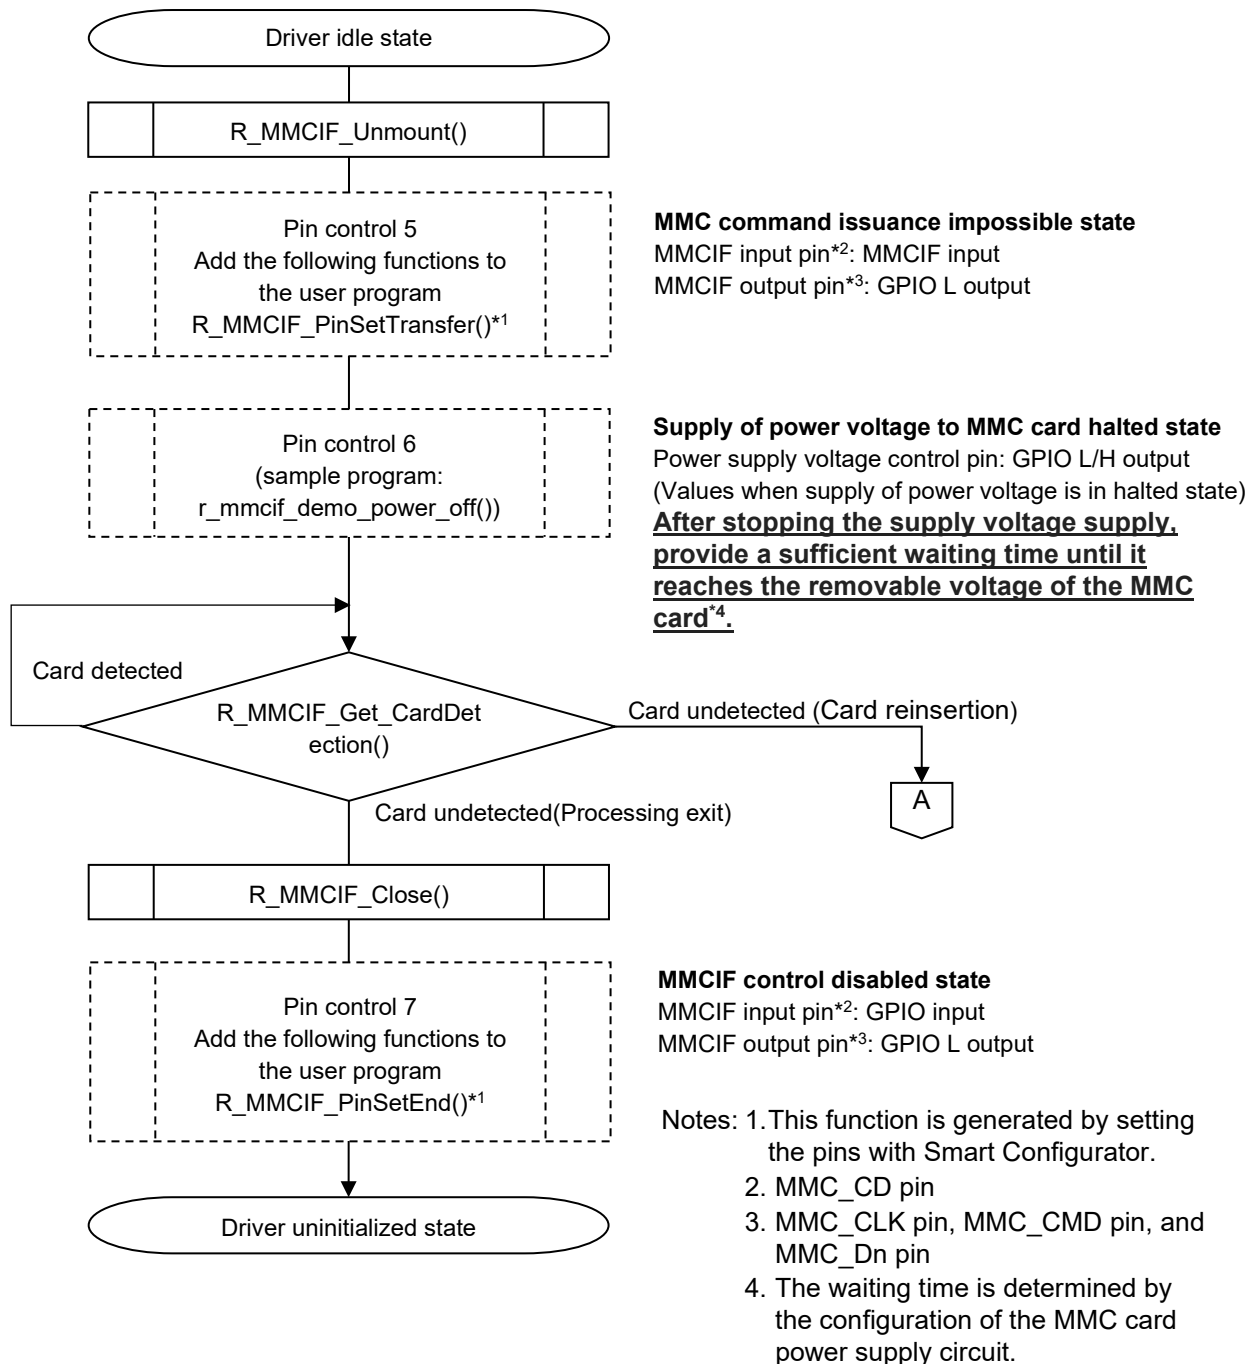 Driver idle state
R_MMCIF_Unmount()
Pin control 5
Add the following functions to
the user program
R_MMCIF_PinSetTransfer()*1
MMC command issuance impossible state
MMCIF input pin*2: MMCIF input
MMCIF output pin*3: GPIO L output
Pin control 6
(sample program:
r_mmcif_demo_power_off())
Supply of power voltage to MMC card halted state
Power supply voltage control pin: GPIO L/H output
(Values when supply of power voltage is in halted state)
After stopping the supply voltage supply,
provide a sufficient waiting time until it
reaches the removable voltage of the MMC
card*4.
Card detected
R_MMCIF_Get_CardDet
ection()
Card undetected (Card reinsertion)
A
Card undetected(Processing exit)
R_MMCIF_Close()
Pin control 7
Add the following functions to
the user program
R_MMCIF_PinSetEnd()*1
MMCIF control disabled state
MMCIF input pin*2: GPIO input
MMCIF output pin*3: GPIO L output
Driver uninitialized state
Notes: 1.This function is generated by setting
the pins with Smart Configurator.
2. MMC_CD pin
3. MMC_CLK pin, MMC_CMD pin, and
MMC_Dn pin
4. The waiting time is determined by
the configuration of the MMC card
power supply circuit.